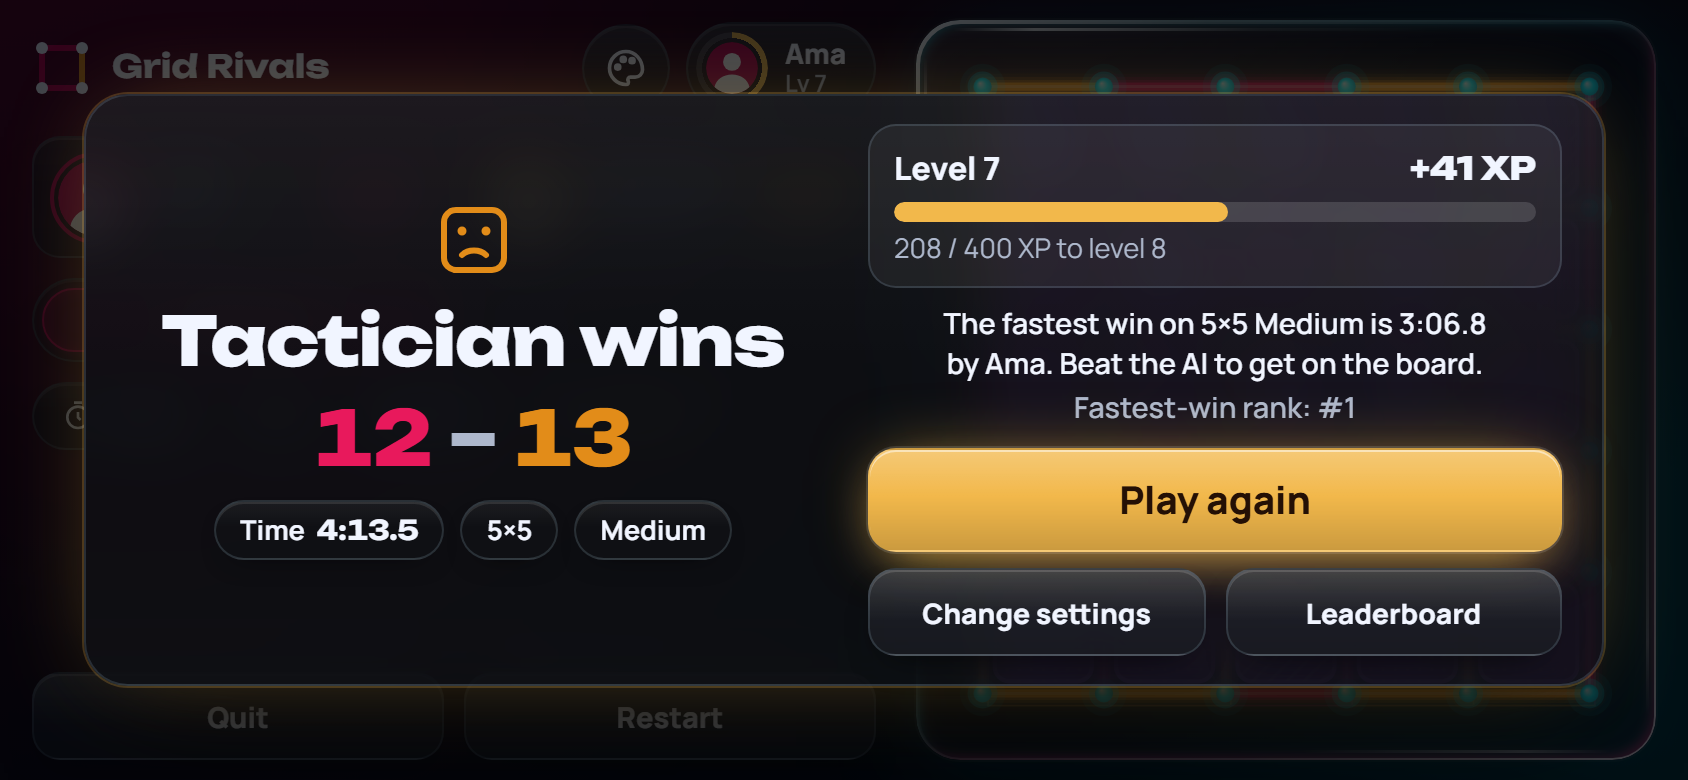 Grid Rivals
Ama
Lv 7
Tactician wins
12 – 13
Time 4:13.5
5×5
Medium
Level 7
+41 XP
208 / 400 XP to level 8
The fastest win on 5×5 Medium is 3:06.8
by Ama. Beat the AI to get on the board.
Fastest-win rank: #1
Play again
Change settings
Leaderboard
Quit
Restart